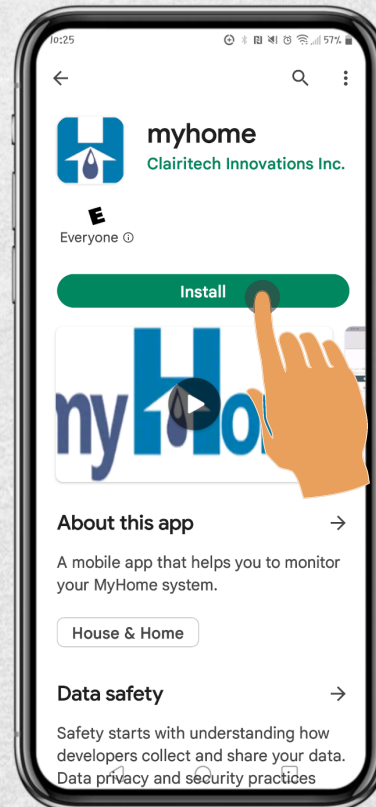 10:25
57%
myhome
Clairitech Innovations Inc.
E
Everyone
Install
my Ho
About this app
A mobile app that helps you to monitor
your MyHome system.
House & Home
Data safety
Safety starts with understanding how
developers collect and share your data.
Data privacy and security practices